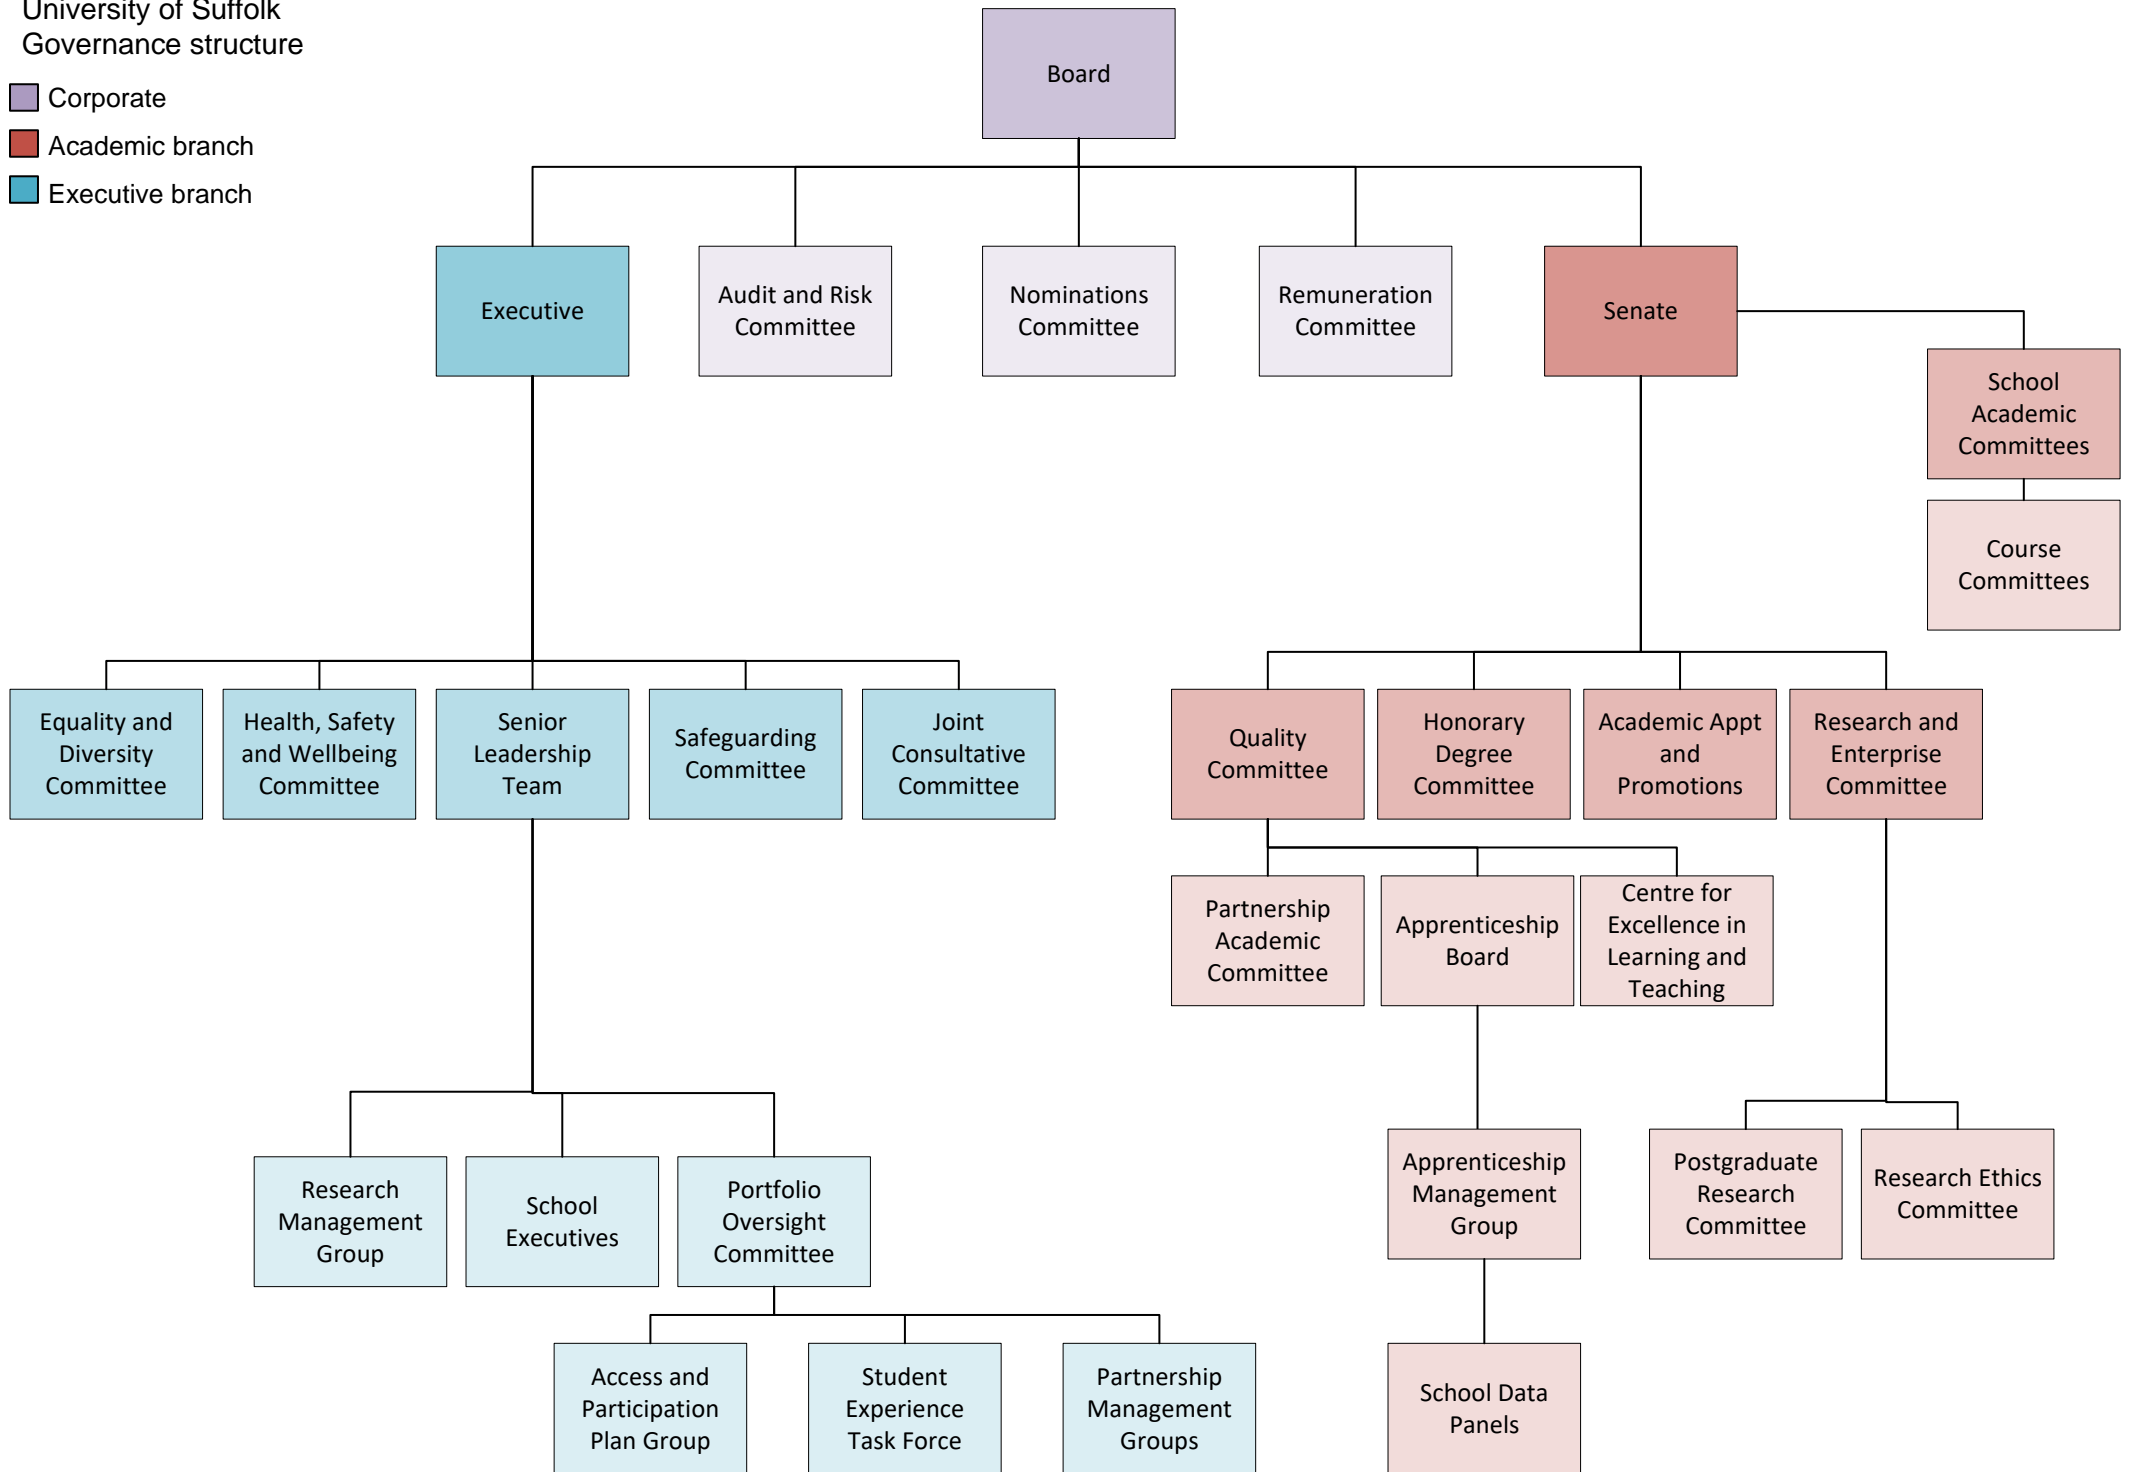 University of Suffolk
Governance structure
Corporate
Academic branch
Executive branch
Board
Executive
Audit and Risk
Committee
Nominations
Committee
Remuneration
Committee
Senate
School
Academic
Committees
Course
Committees
Equality and
Diversity
Committee
Health, Safety
and Wellbeing
Committee
Senior
Leadership
Team
Safeguarding
Committee
Joint
Consultative
Committee
Quality
Committee
Honorary
Degree
Committee
Academic Appt
and
Promotions
Research and
Enterprise
Committee
Partnership
Academic
Committee
Apprenticeship
Board
Centre for
Excellence in
Learning and
Teaching
Research
Management
Group
School
Executives
Portfolio
Oversight
Committee
Apprenticeship
Management
Group
Postgraduate
Research
Committee
Research Ethics
Committee
Access and
Participation
Plan Group
Student
Experience
Task Force
Partnership
Management
Groups
School Data
Panels